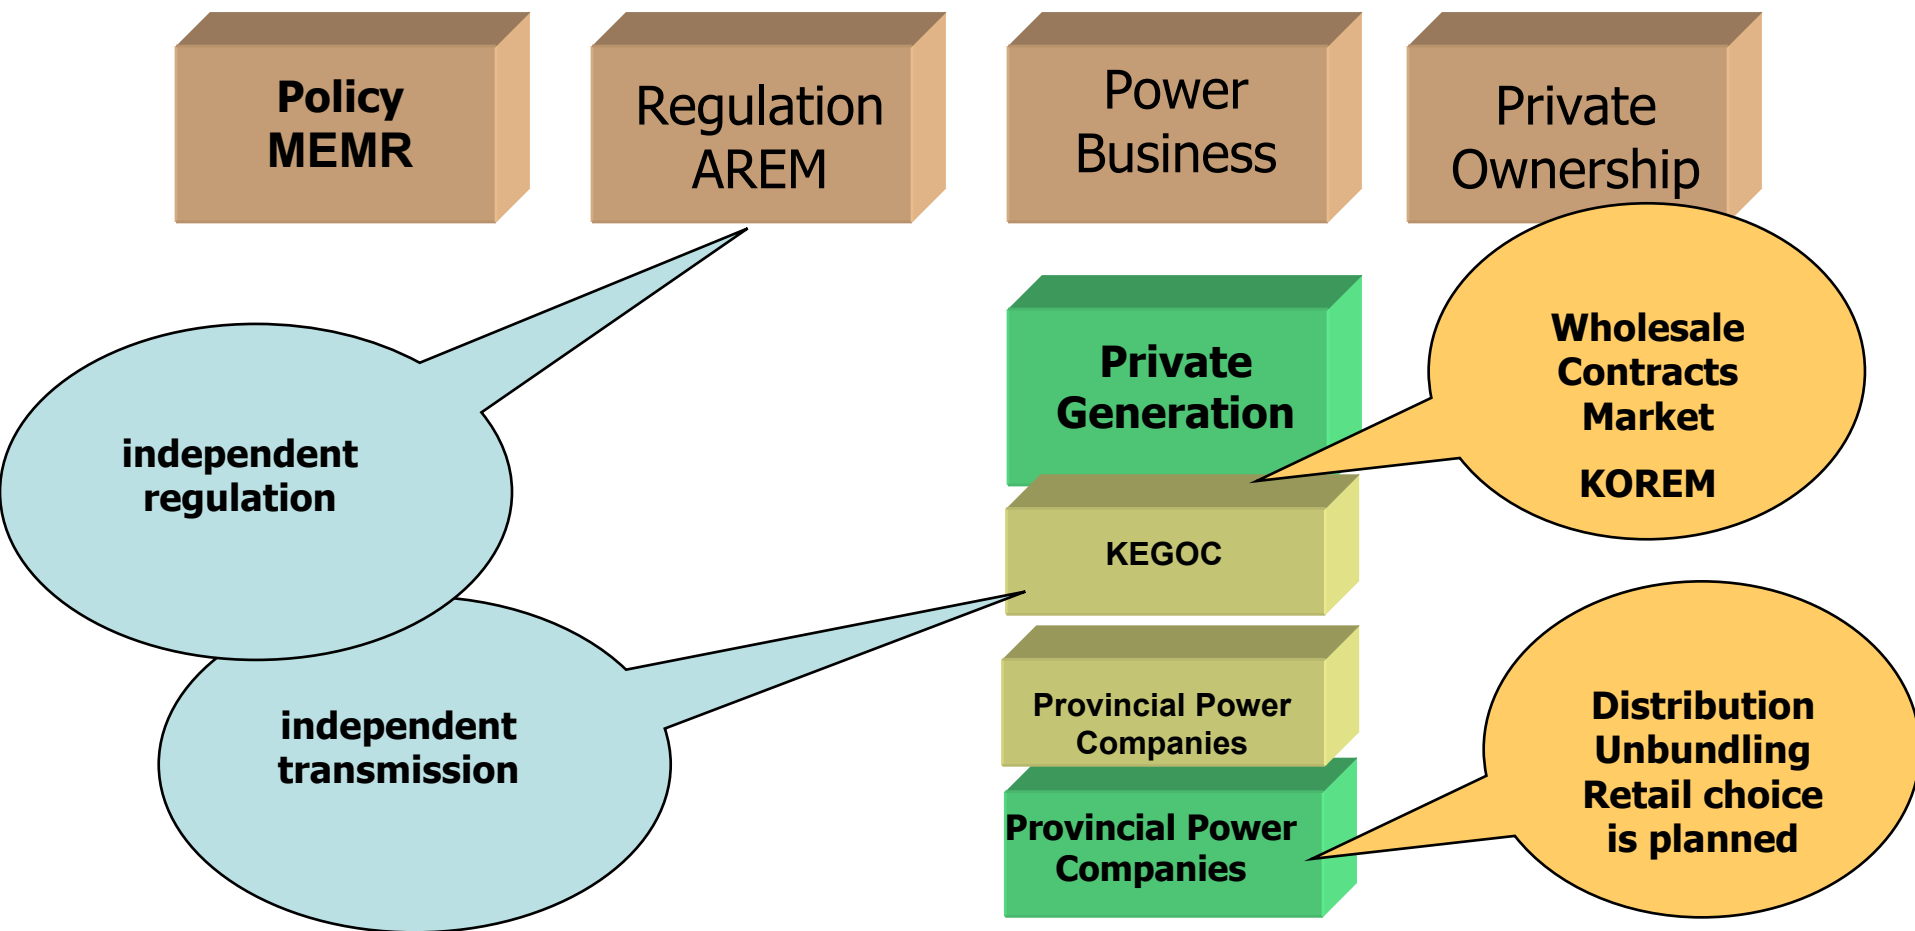 Policy
MEMR
Regulation
AREM
Power
Business
Private
Ownership
Private
Generation
Wholesale
Contracts
Market
KOREM
independent
regulation
KEGOC
independent
transmission
Provincial Power
Companies
Provincial Power
Companies
Distribution
Unbundling
Retail choice
is planned